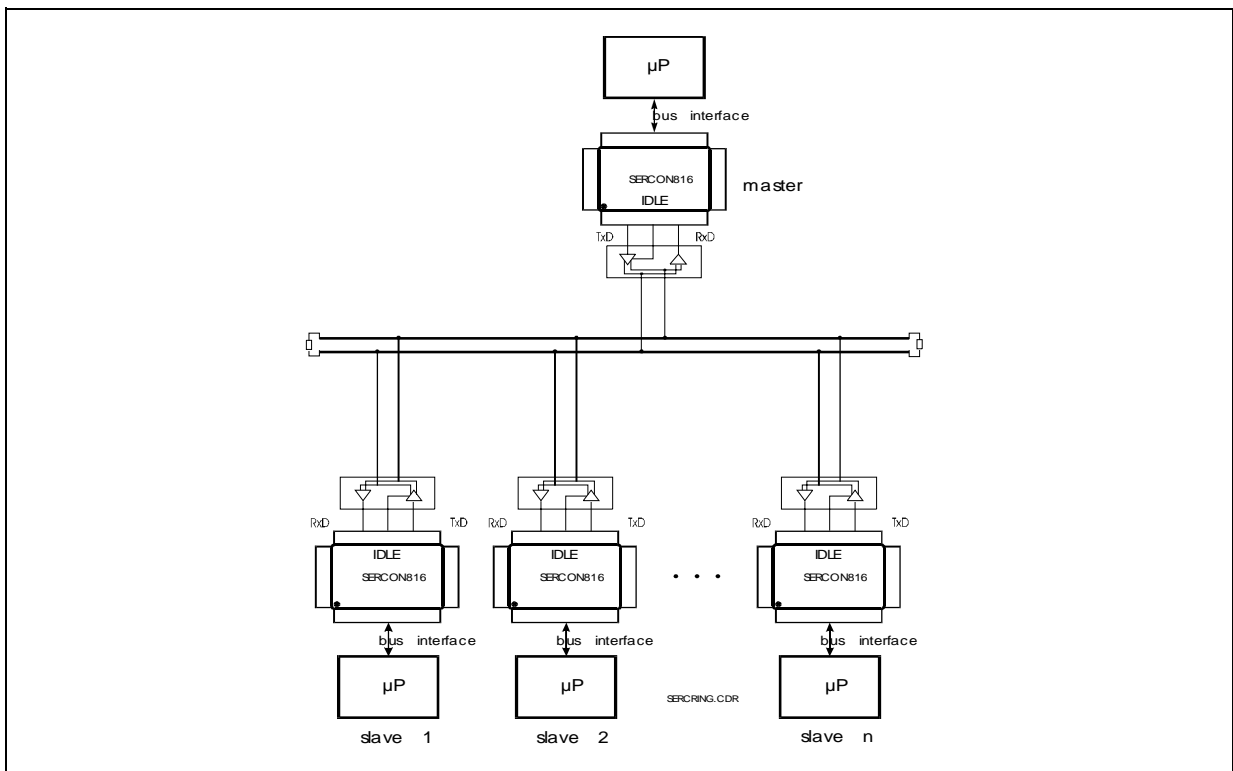 µP
bus interface
SERCON816
IDLE
master
TxD RxD
RxD TxD RxD TxD RxD TxD
IDLE IDLE IDLE
SERCON816 SERCON816 . . . SERCON816
bus interface bus interface bus interface
µP µP SERCRING.CDR µP
slave 1 slave 2 slave n